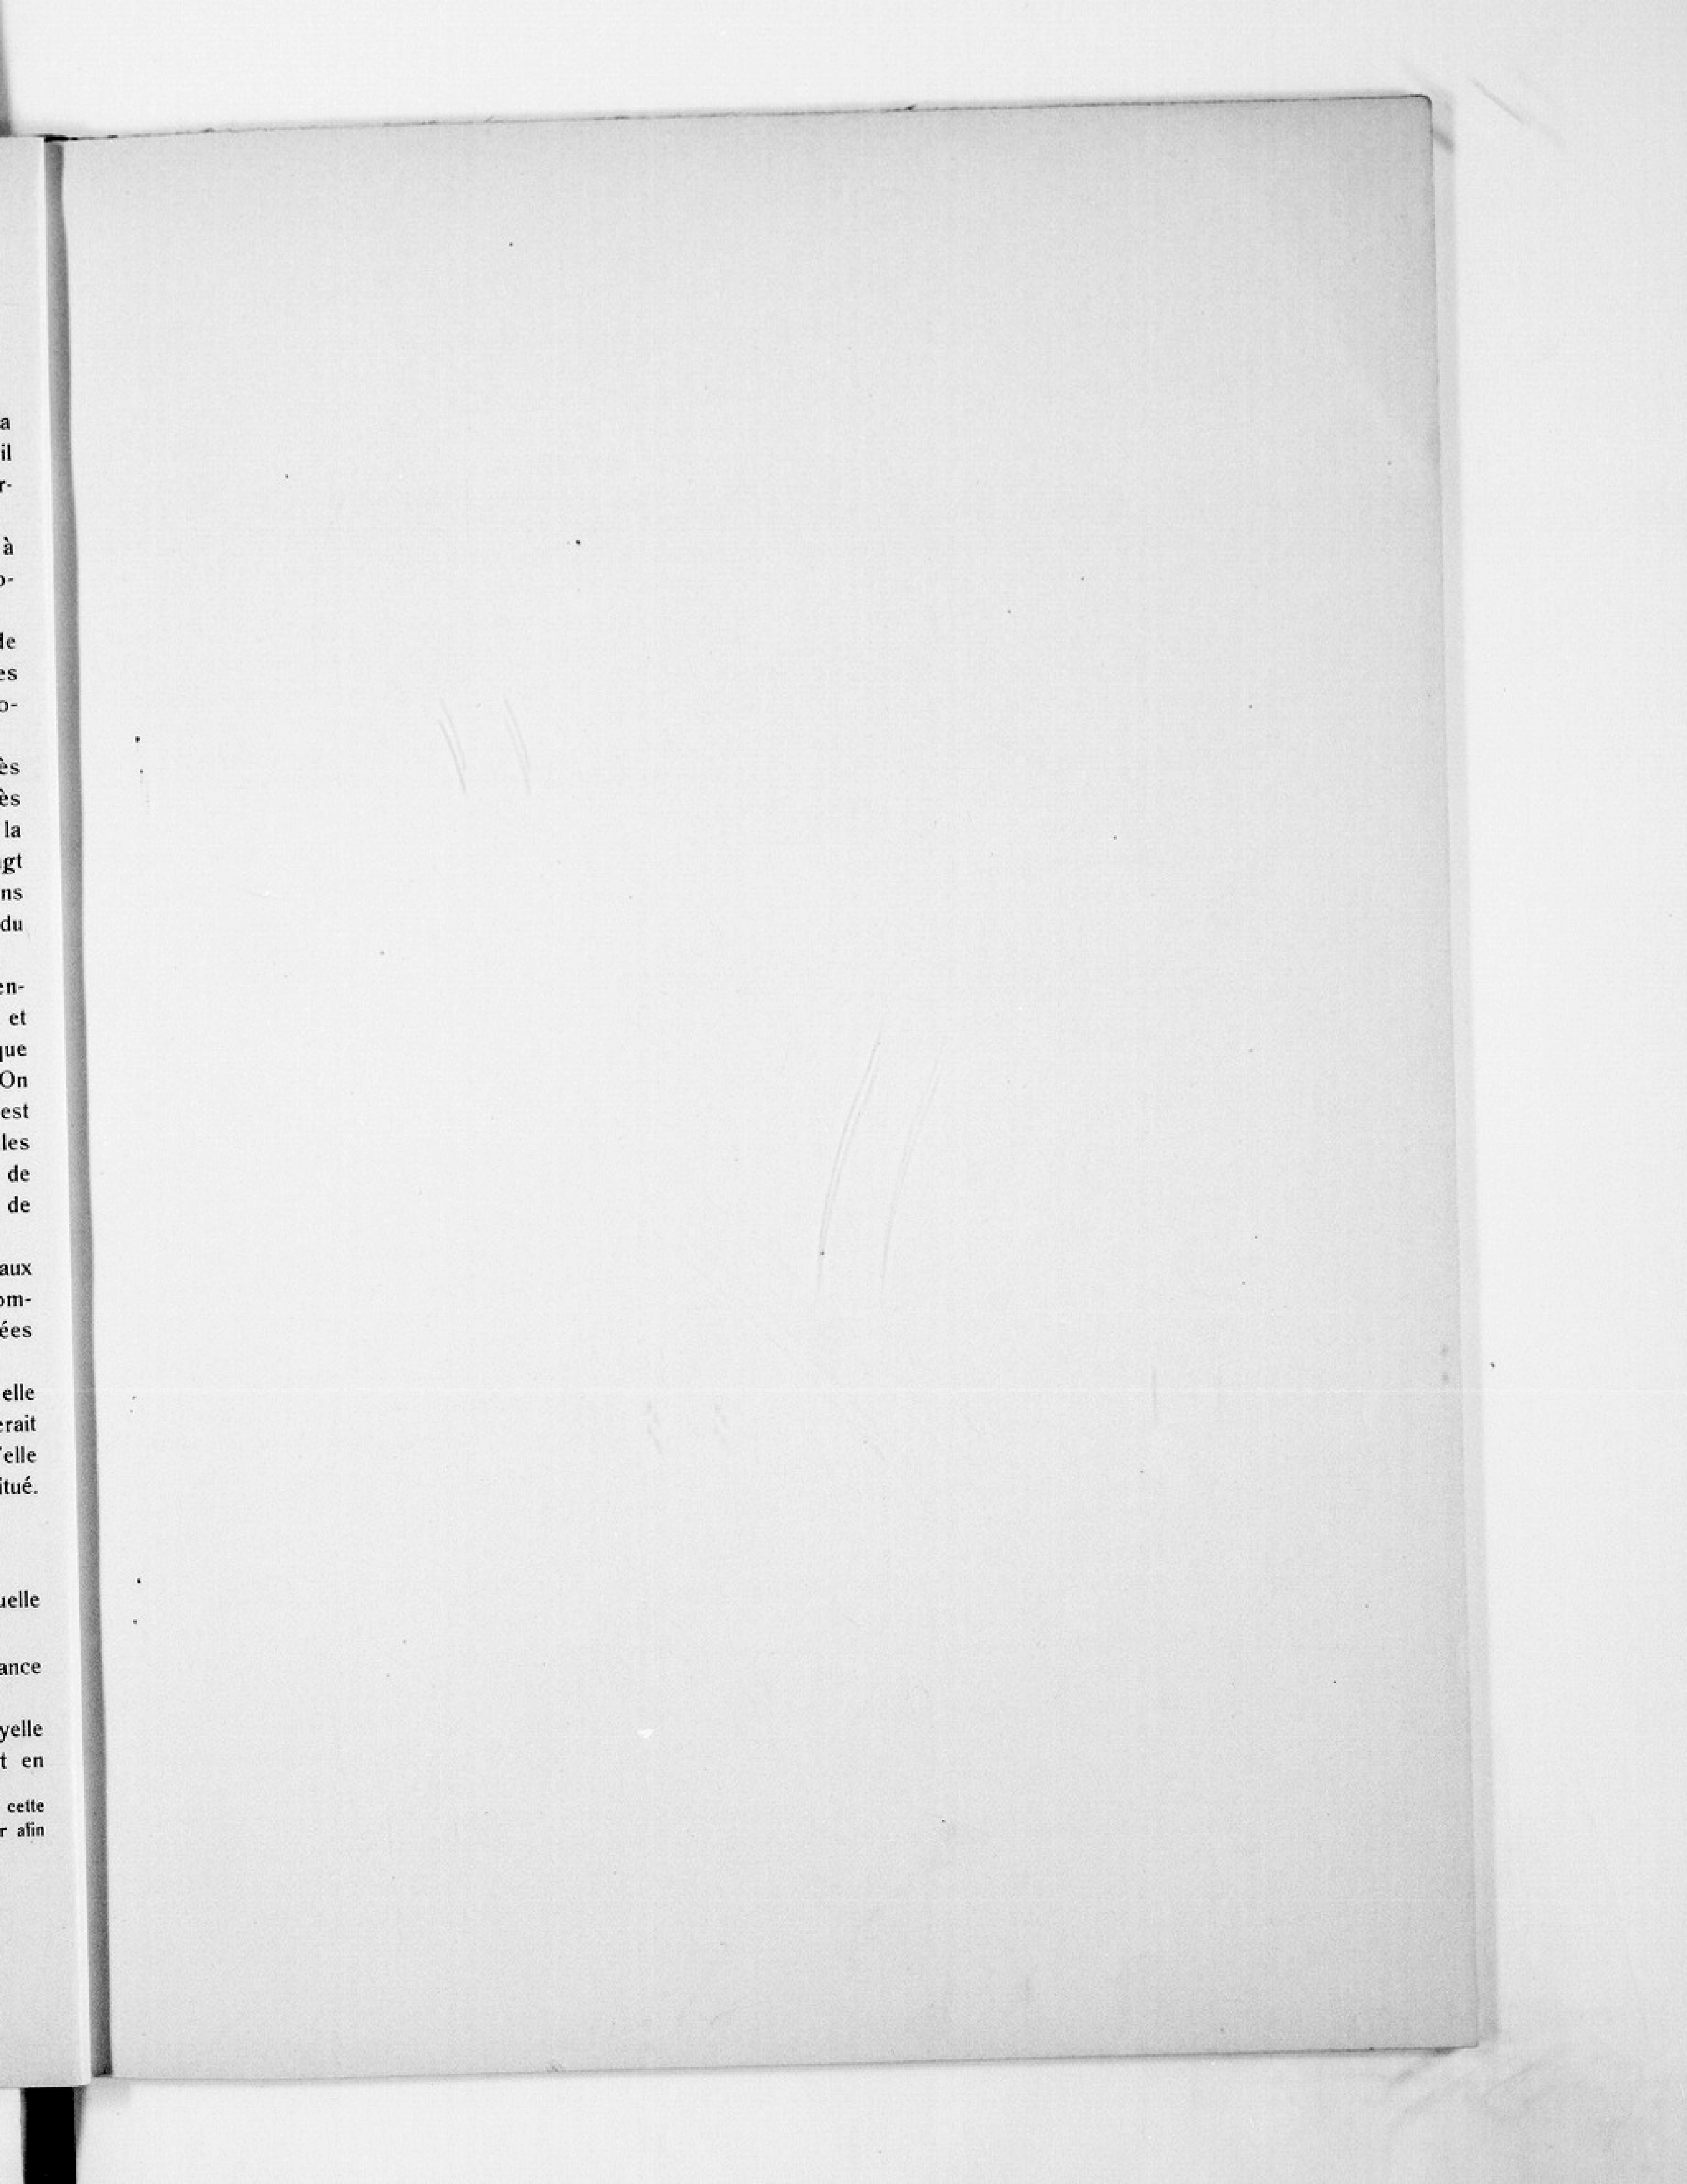 a
il
r-
à
o-
de
es
o-
ès
ès
la
gt
ns
du
en-
et
que
On
est
les
de
de
aux
om-
ées
elle
erait
'elle
itué.
uelle
ance
yelle
t en
cette
r afin